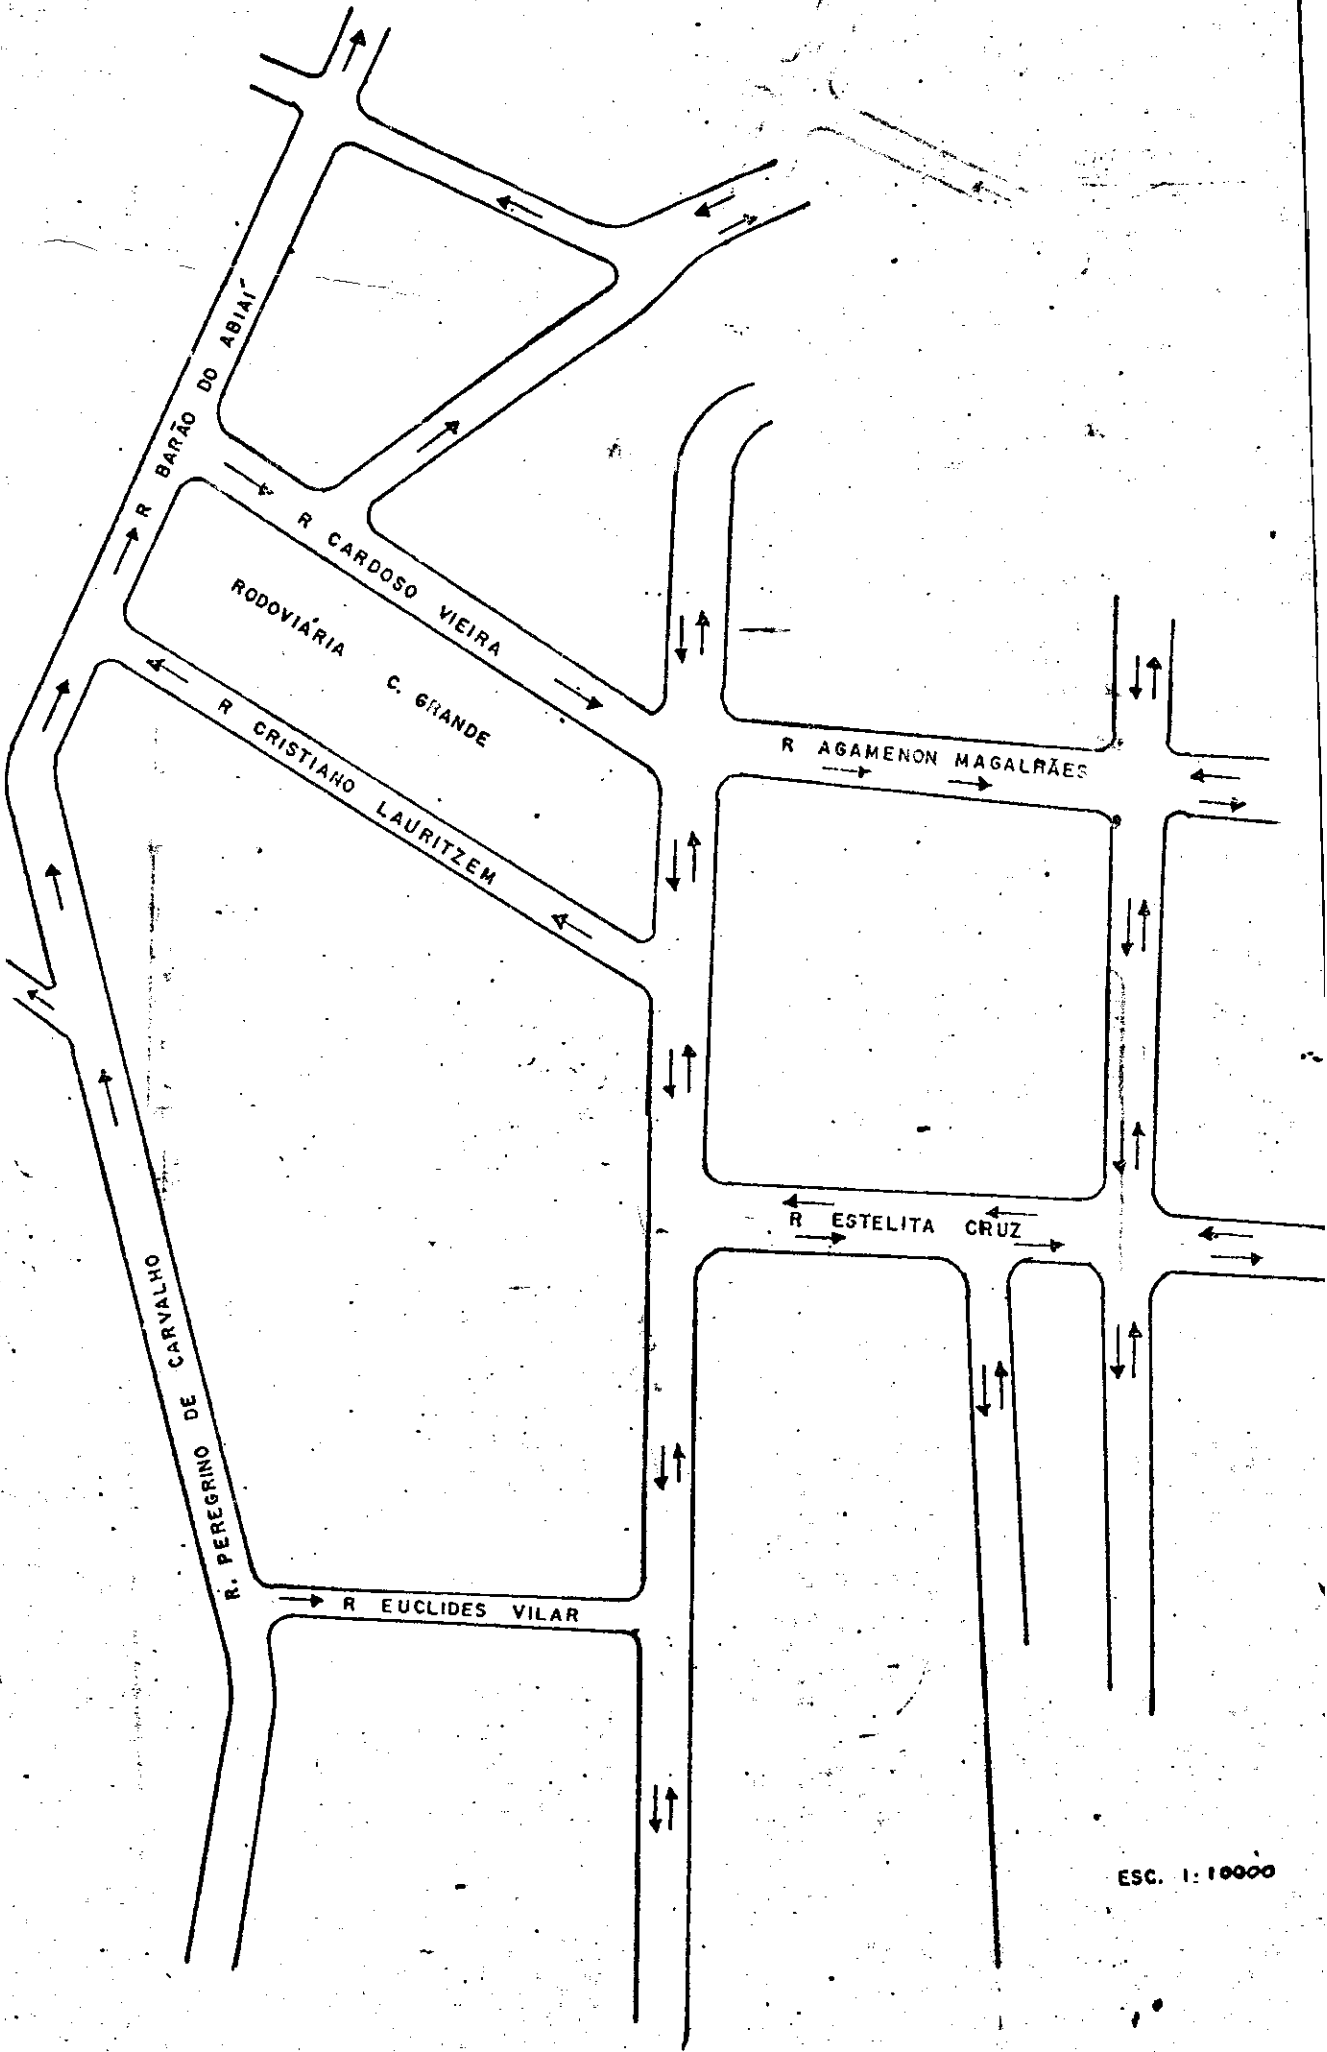 R BARÃO DO ABIAÍ
R CARDOSO VIEIRA
RODOVIÁRIA
C. GRANDE
R CRISTIANO LAURITZEM
R AGAMENON MAGALRÃES
R ESTELITA CRUZ
R. PEREGRINO DE CARVALHO
R EUCLIDES VILAR
ESC. 1:10000